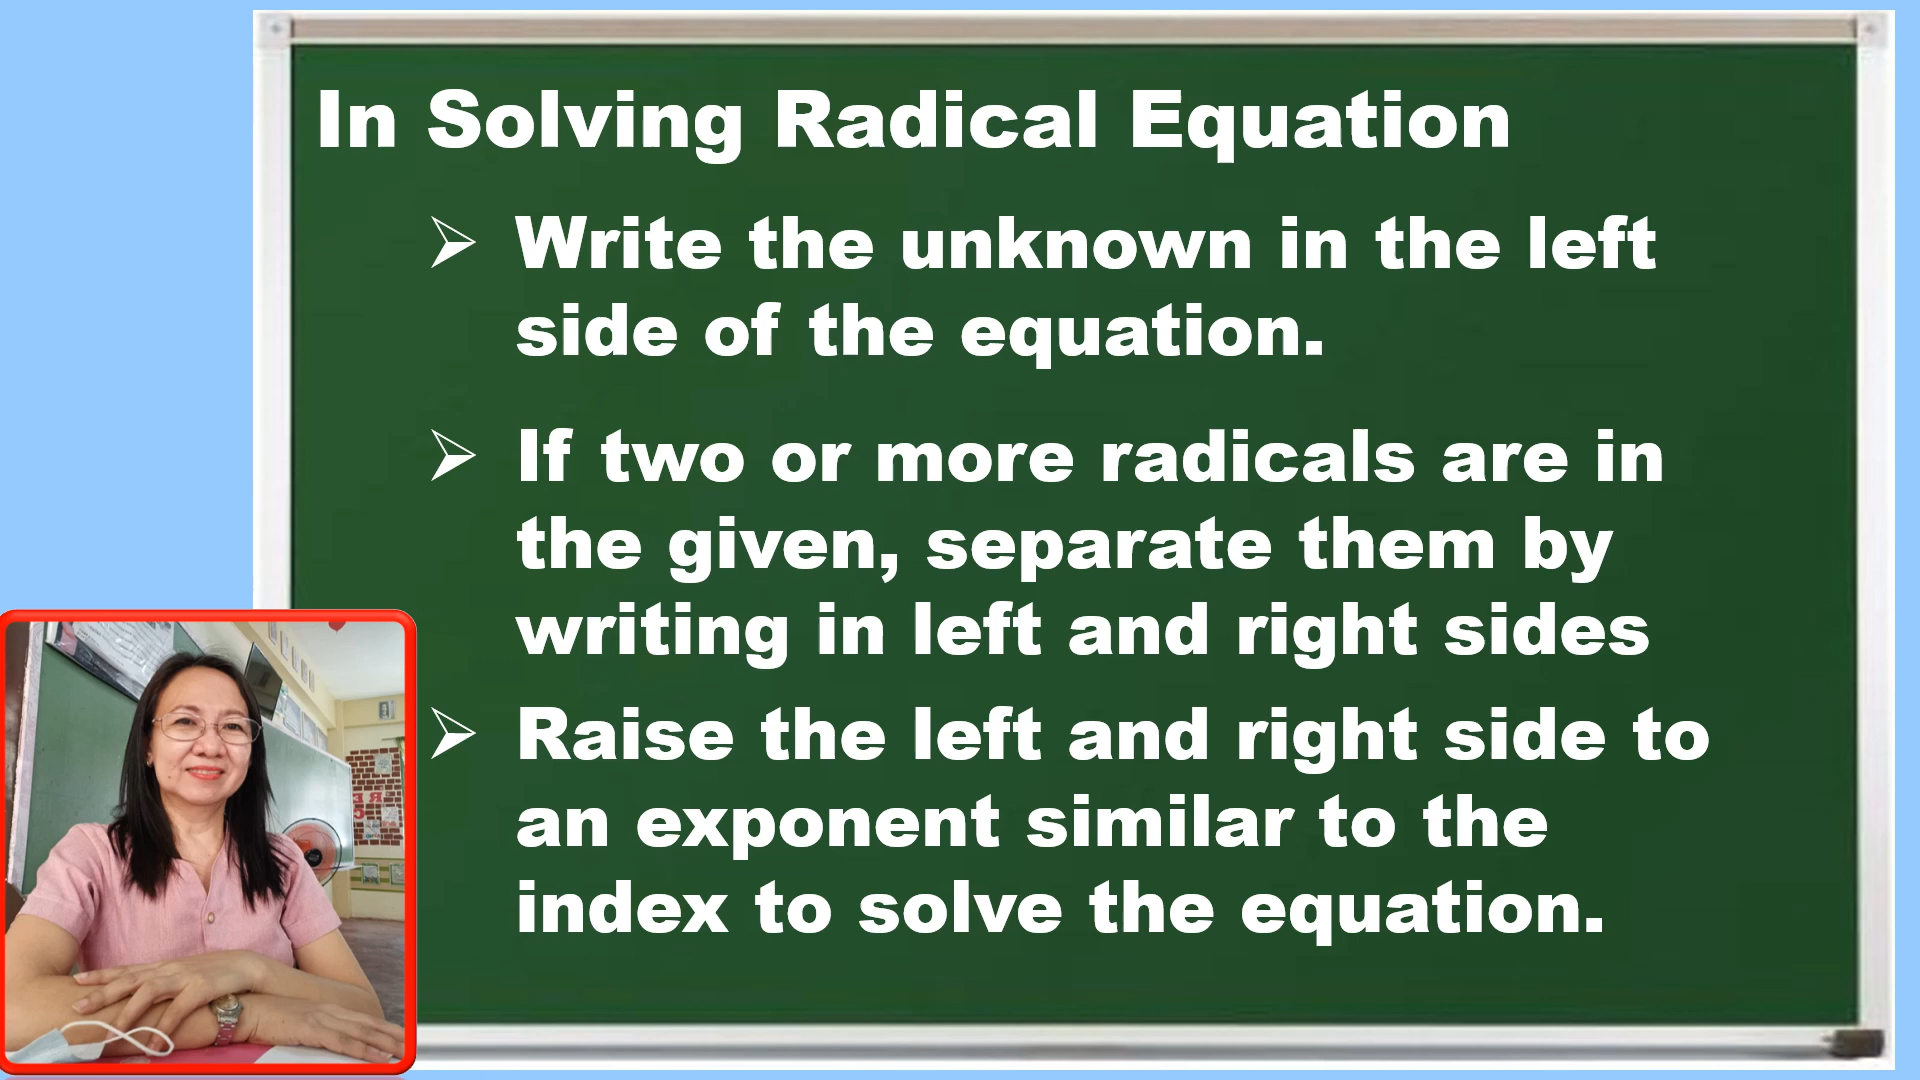 In Solving Radical Equation
➢ Write the unknown in the left
side of the equation.
➢ If two or more radicals are in
the given, separate them by
writing in left and right sides
➢ Raise the left and right side to
an exponent similar to the
index to solve the equation.